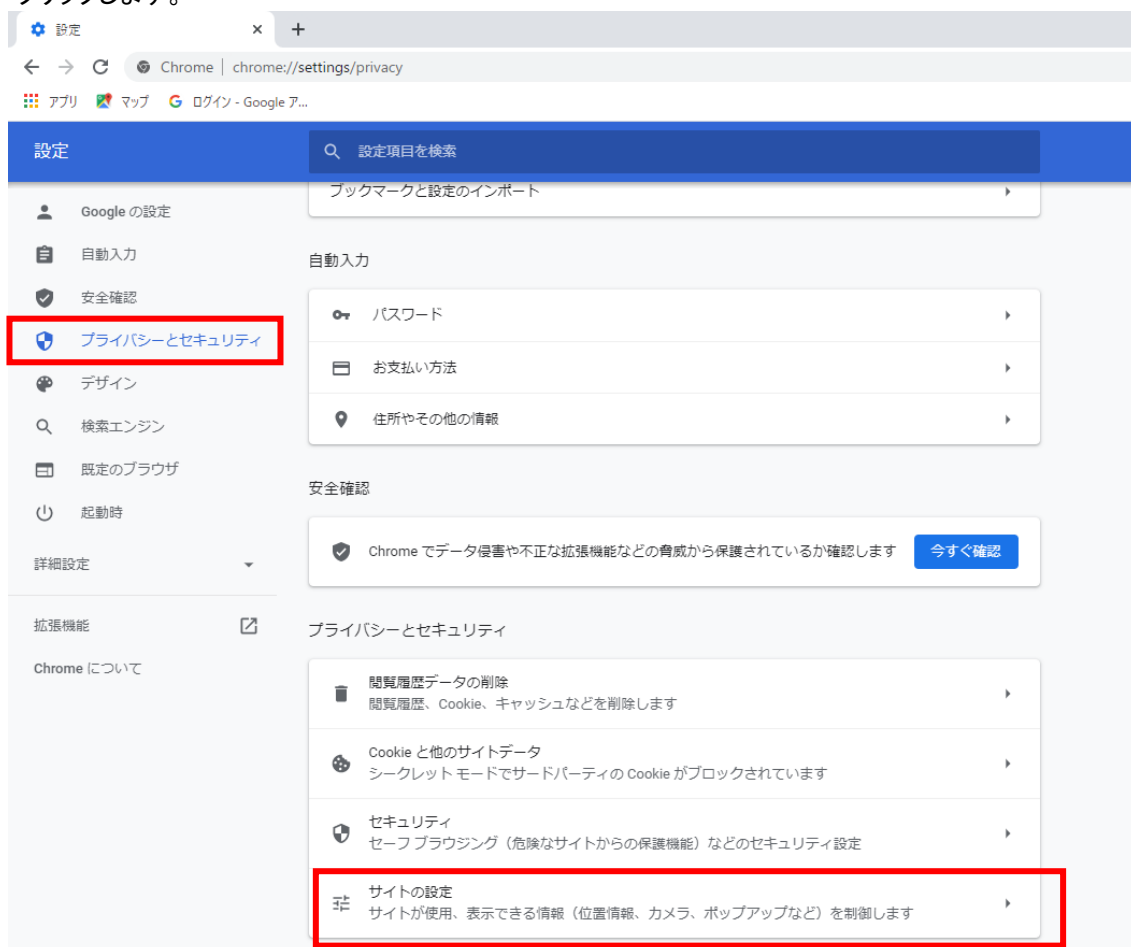 クリックします。
設定
Chrome | chrome://settings/privacy
アプリ マップ ログイン - Google ア...
設定
設定項目を検索
Google の設定
自動入力
安全確認
プライバシーとセキュリティ
デザイン
検索エンジン
既定のブラウザ
起動時
詳細設定
拡張機能
Chrome について
ブックマークと設定のインポート
自動入力
パスワード
お支払い方法
住所やその他の情報
安全確認
Chrome でデータ侵害や不正な拡張機能などの脅威から保護されているか確認します
今すぐ確認
プライバシーとセキュリティ
閲覧履歴データの削除
閲覧履歴、Cookie、キャッシュなどを削除します
Cookie と他のサイトデータ
シークレット モードでサードパーティの Cookie がブロックされています
セキュリティ
セーフ ブラウジング(危険なサイトからの保護機能)などのセキュリティ設定
サイトの設定
サイトが使用、表示できる情報(位置情報、カメラ、ポップアップなど)を制御します